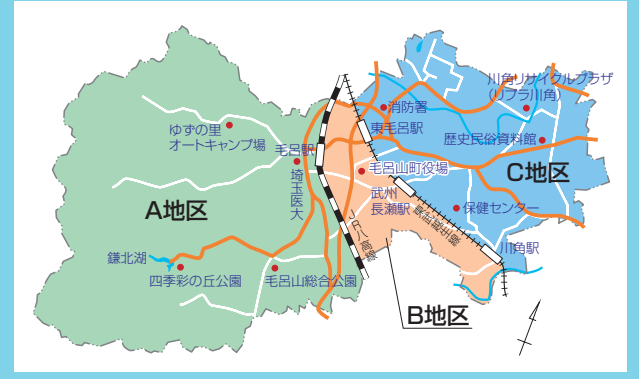 川角リサイクルプラザ
(リプラ川角)
消防署
東毛呂駅
歴史民俗資料館
ゆずの里
オートキャンプ場
毛呂駅
埼玉医大
毛呂山町役場
C地区
A地区
武州
長瀬駅
保健センター
東武越生線
JR八高線
川角駅
鎌北湖
四季彩の丘公園
毛呂山総合公園
B地区